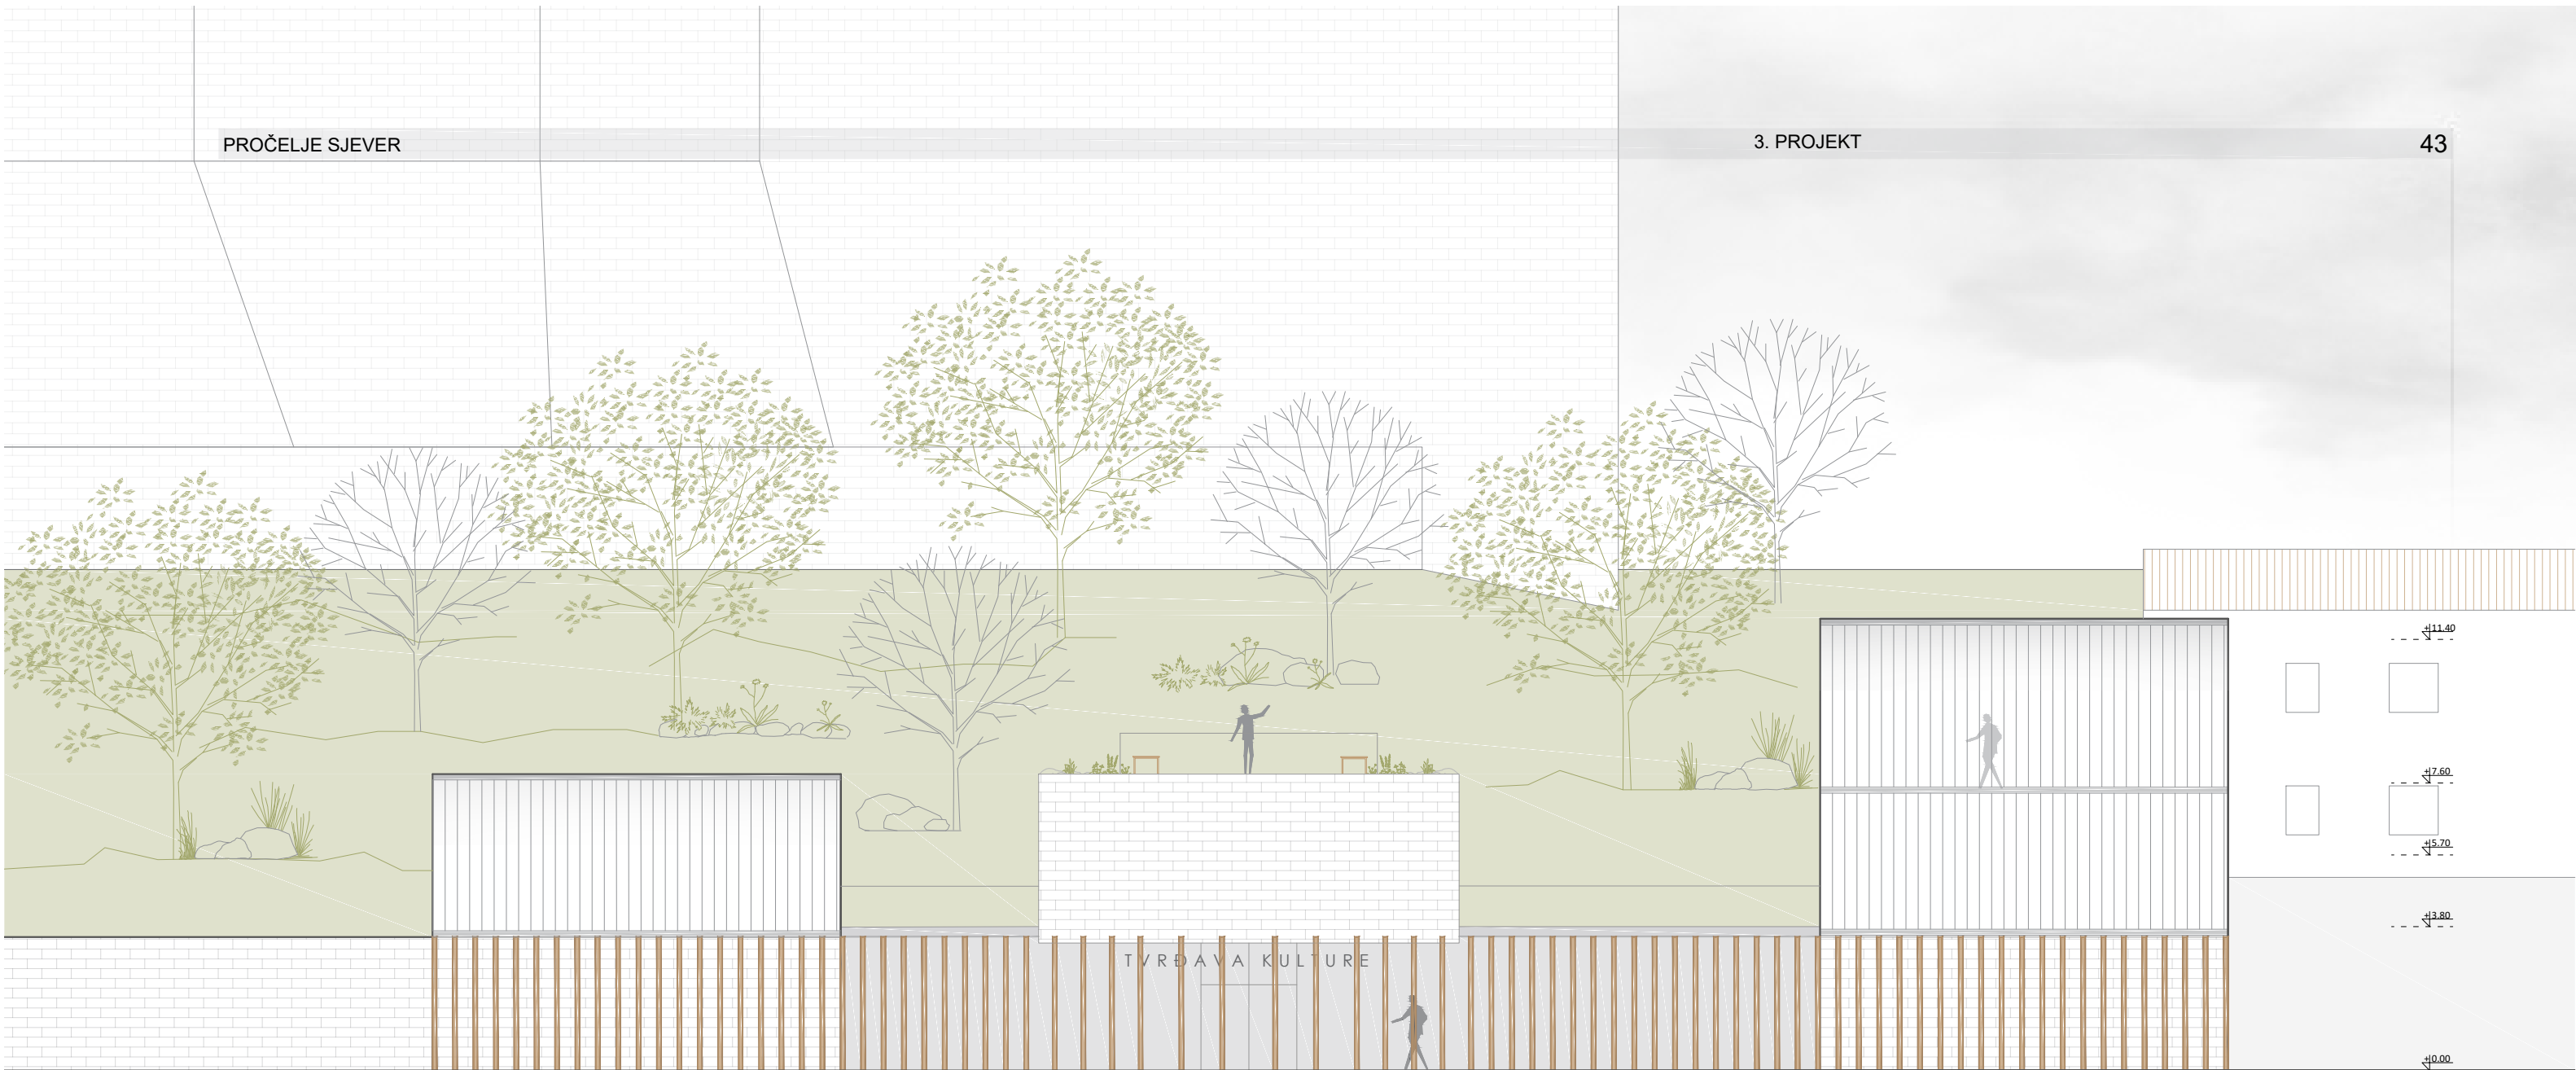 PROČELJE SJEVER
3. PROJEKT
43
+11.40
+7.60
+5.70
+3.80
TVRĐAVA KULTURE
+0.00